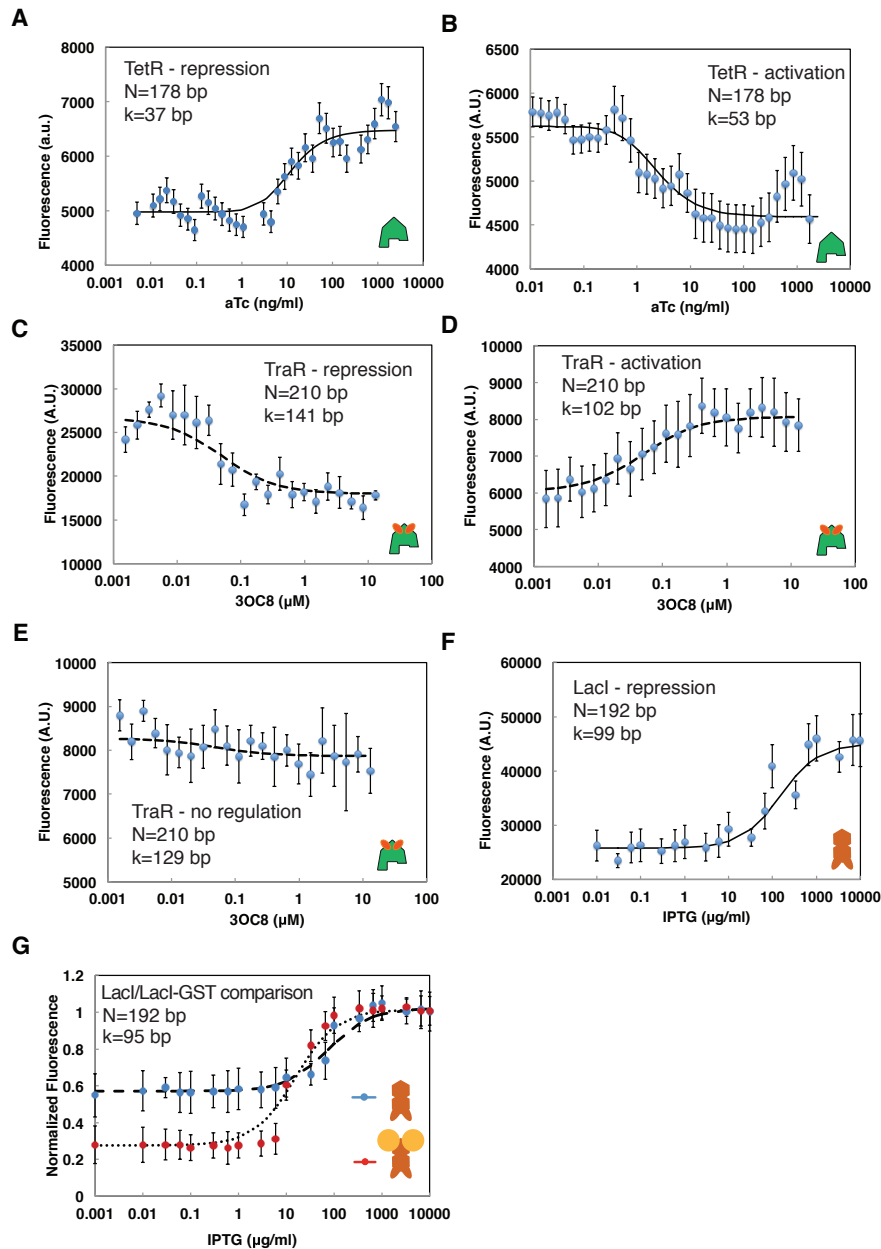 A
8000
7000
6000
5000
4000
Fluorescence (a.u.)
TetR - repression
N=178 bp
k=37 bp
0.001 0.1 10 1000 100000
aTc (ng/ml)
B
6500
6000
5500
5000
4500
4000
Fluorescence (A.U.)
TetR - activation
N=178 bp
k=53 bp
0.01 0.1 1 10 100 1000 10000
aTc (ng/ml)
C
35000
30000
25000
20000
15000
10000
Fluorescence (A.U.)
TraR - repression
N=210 bp
k=141 bp
0.001 0.01 0.1 1 10 100
3OC8 (µM)
D
10000
9000
8000
7000
6000
5000
4000
Fluorescence (A.U.)
TraR - activation
N=210 bp
k=102 bp
0.001 0.01 0.1 1 10 100
3OC8 (µM)
E
10000
9000
8000
7000
6000
5000
Fluorescence (A.U.)
TraR - no regulation
N=210 bp
k=129 bp
0.001 0.01 0.1 1 10 100
3OC8 (µM)
F
60000
50000
40000
30000
20000
Fluorescence (A.U.)
LacI - repression
N=192 bp
k=99 bp
0.001 0.01 0.1 1 10 100 1000 10000
IPTG (µg/ml)
G
1.2
1
0.8
0.6
0.4
0.2
0
Normalized Fluorescence
LacI/LacI-GST comparison
N=192 bp
k=95 bp
0.001 0.01 0.1 1 10 100 1000 10000
IPTG (µg/ml)